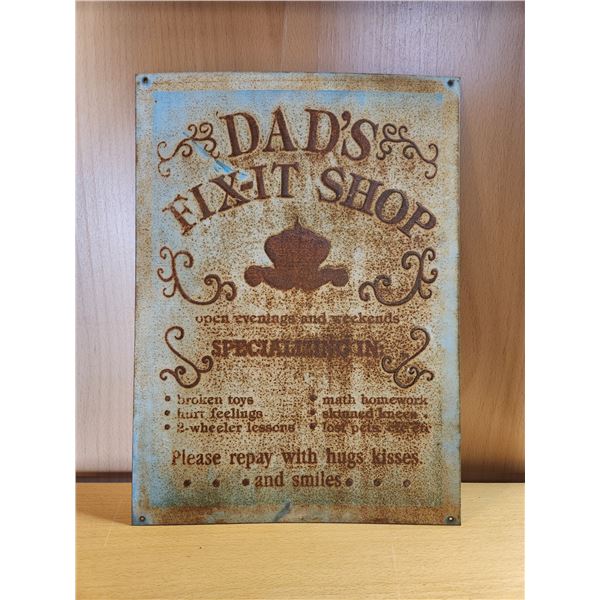 DAD'S
FIX-IT SHOP
open evenings and weekends
SPECIALIZING IN:
• broken toys
• hurt feelings
• 2-wheeler lessons
• math homework
• skinned knees
• lost pets
Please repay with hugs kisses,
and smiles